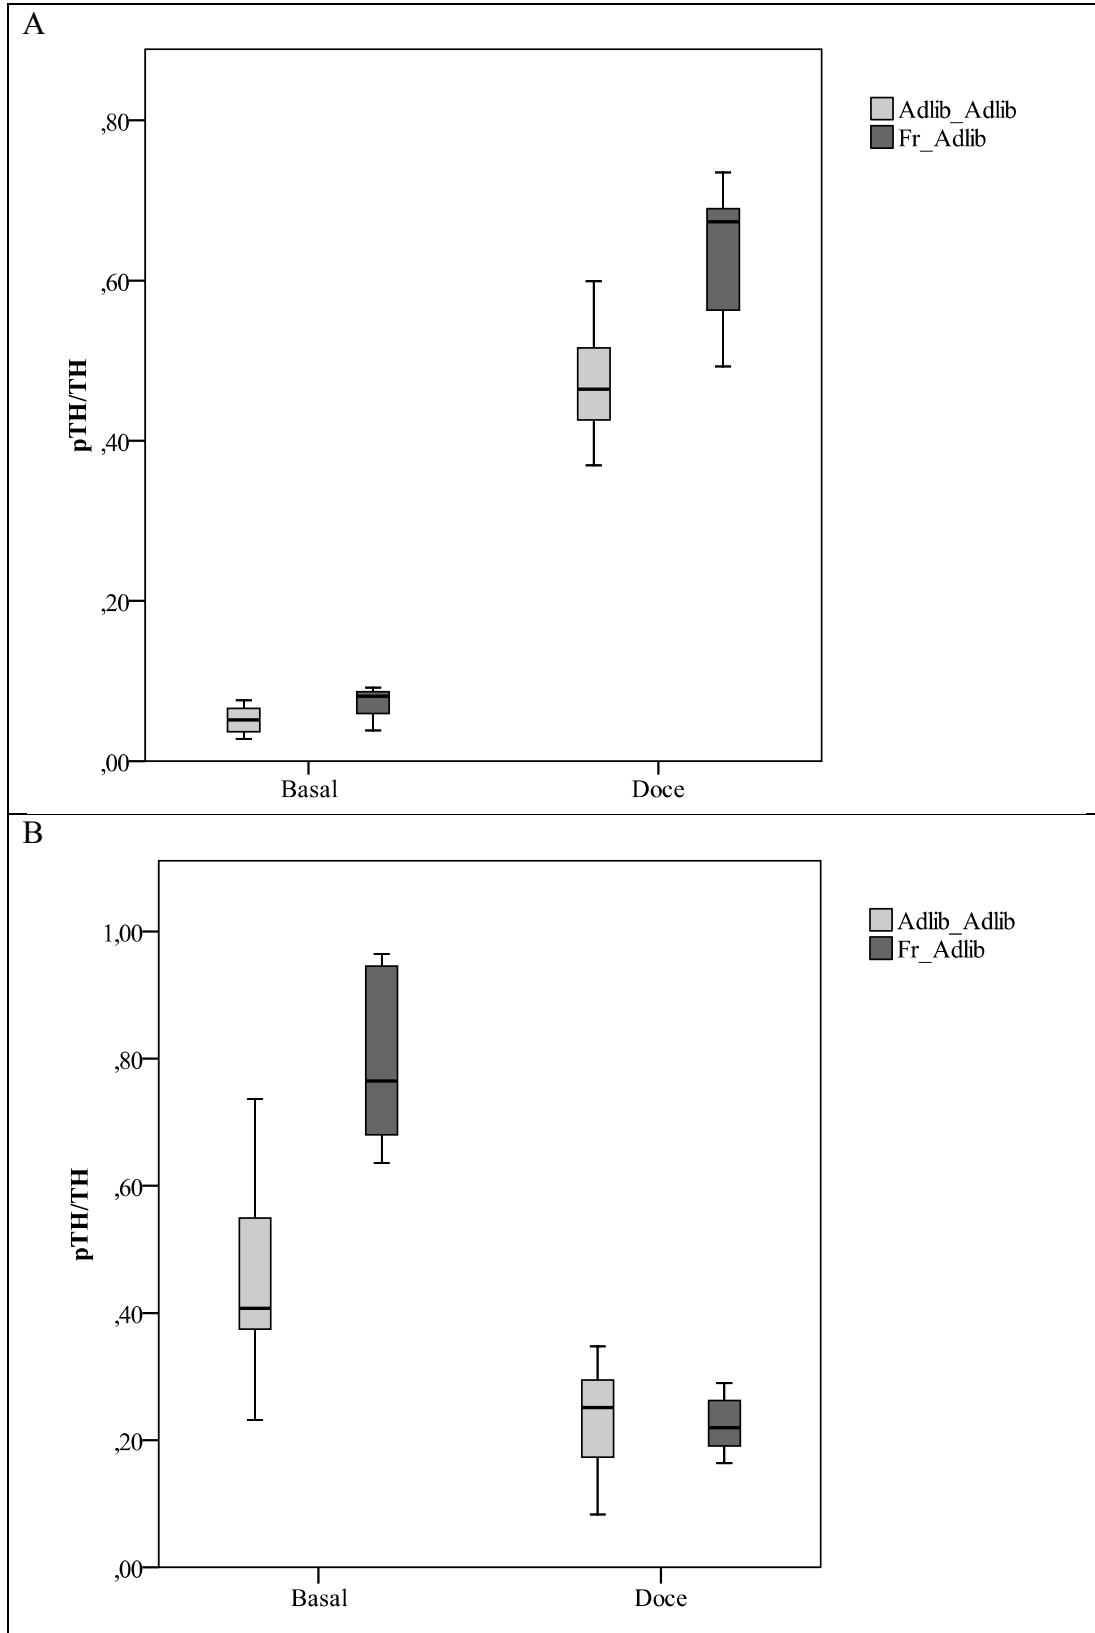 A
Adlib_Adlib
Fr_Adlib
,80
,60
,40
,20
,00
pTH/TH
Basal Doce
B
Adlib_Adlib
Fr_Adlib
1,00
,80
,60
,40
,20
,00
pTH/TH
Basal Doce